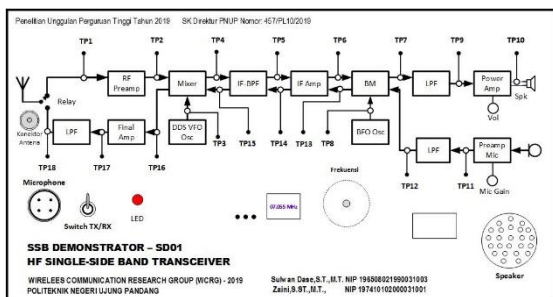 Penelitian Unggulan Perguruan Tinggi Tahun 2019 SK Direktur PNUP Nomor: 457/PL10/2019
TP1 TP2 TP4 TP5 TP6 TP7 TP9 TP10
RF Preamp
Mixer
IF-BPF
IF Amp
BM
LPF
Power Amp
Spk
Relay
Vol
Konektor Antena
LPF
Final Amp
DDS VFO Osc
BFO Osc
LPF
Preamp Mic
TP3 TP15 TP14 TP13 TP8
TP18 TP17 TP16
TP12 TP11
Mic Gain
Microphone
Switch TX/RX
LED
07.055 MHz
Frekuensi
Speaker
SSB DEMONSTRATOR – SD01
HF SINGLE-SIDE BAND TRANSCEIVER
WIRELEES COMMUNICATION RESEARCH GROUP (WCRG) - 2019
POLITEKNIK NEGERI UJUNG PANDANG
Sulwan Dase,S.T.,M.T. NIP 196508021990031003
Zaini,S.ST.,M.T., NIP 197410102000031001